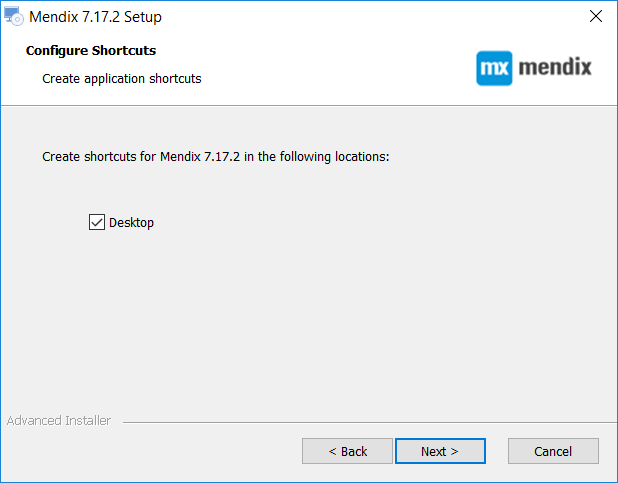 Mendix 7.17.2 Setup
Configure Shortcuts
Create application shortcuts
mx mendix
Create shortcuts for Mendix 7.17.2 in the following locations:
Desktop
Advanced Installer
< Back
Next >
Cancel